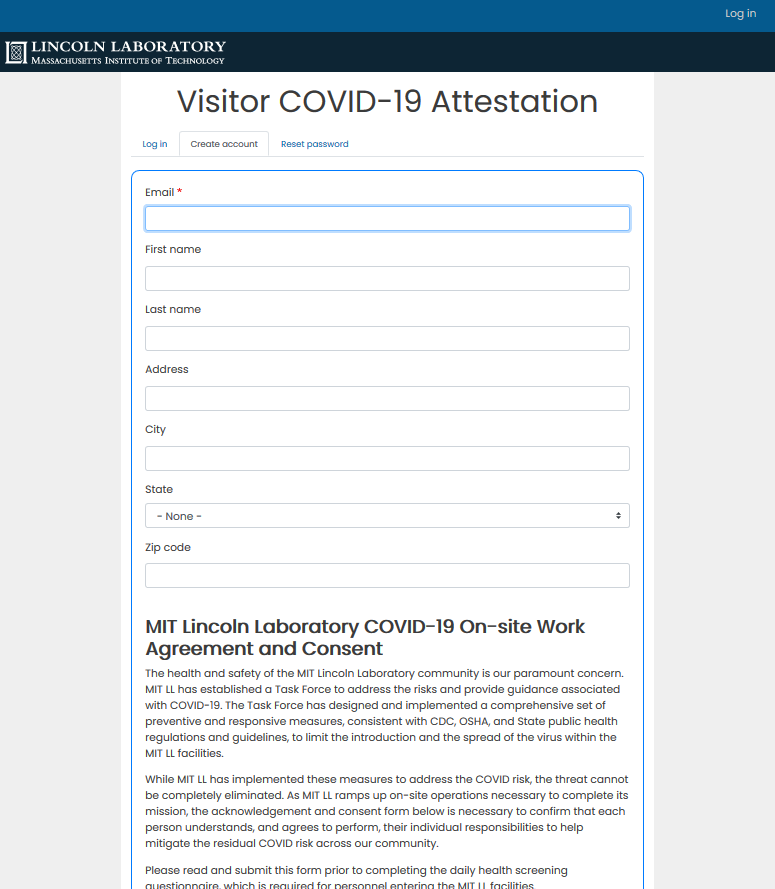 Log in
LINCOLN LABORATORY
MASSACHUSETTS INSTITUTE OF TECHNOLOGY
Visitor COVID-19 Attestation
Log in Create account Reset password
Email *
First name
Last name
Address
City
State
- None -
Zip code
MIT Lincoln Laboratory COVID-19 On-site Work
Agreement and Consent
The health and safety of the MIT Lincoln Laboratory community is our paramount concern.
MIT LL has established a Task Force to address the risks and provide guidance associated
with COVID-19. The Task Force has designed and implemented a comprehensive set of
preventive and responsive measures, consistent with CDC, OSHA, and State public health
regulations and guidelines, to limit the introduction and the spread of the virus within the
MIT LL facilities.
While MIT LL has implemented these measures to address the COVID risk, the threat cannot
be completely eliminated. As MIT LL ramps up on-site operations necessary to complete its
mission, the acknowledgement and consent form below is necessary to confirm that each
person understands, and agrees to perform, their individual responsibilities to help
mitigate the residual COVID risk across our community.
Please read and submit this form prior to completing the daily health screening
questionnaire, which is required for personnel entering the MIT LL facilities.